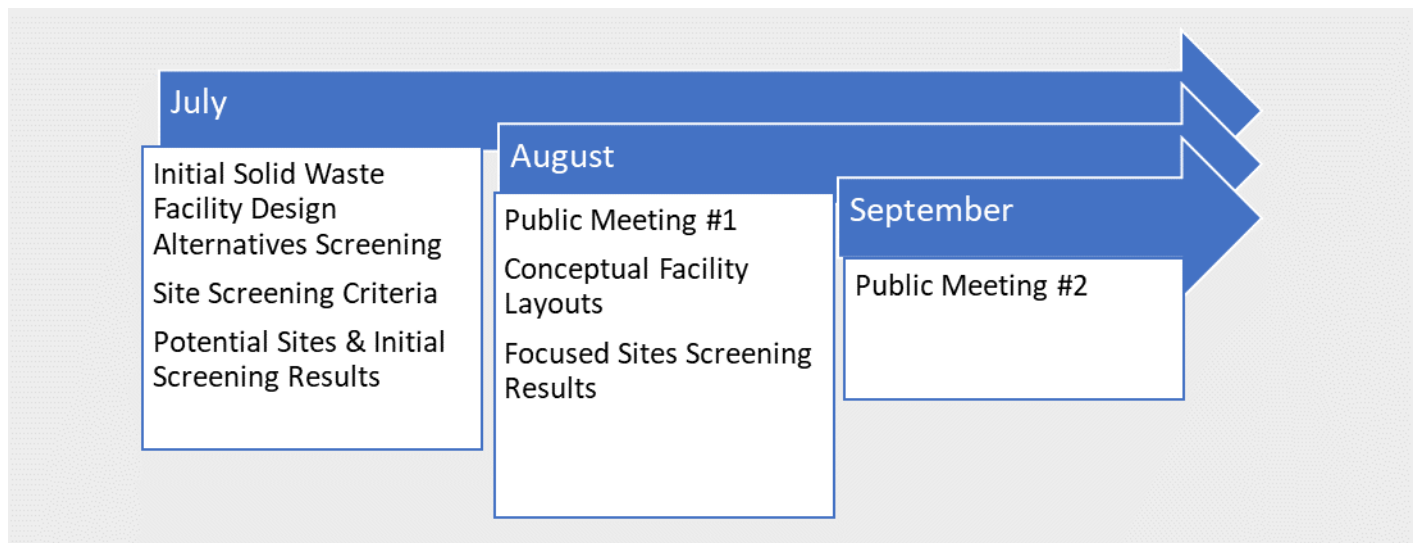 July
Initial Solid Waste
Facility Design
Alternatives Screening
Site Screening Criteria
Potential Sites & Initial
Screening Results
August
Public Meeting #1
Conceptual Facility
Layouts
Focused Sites Screening
Results
September
Public Meeting #2